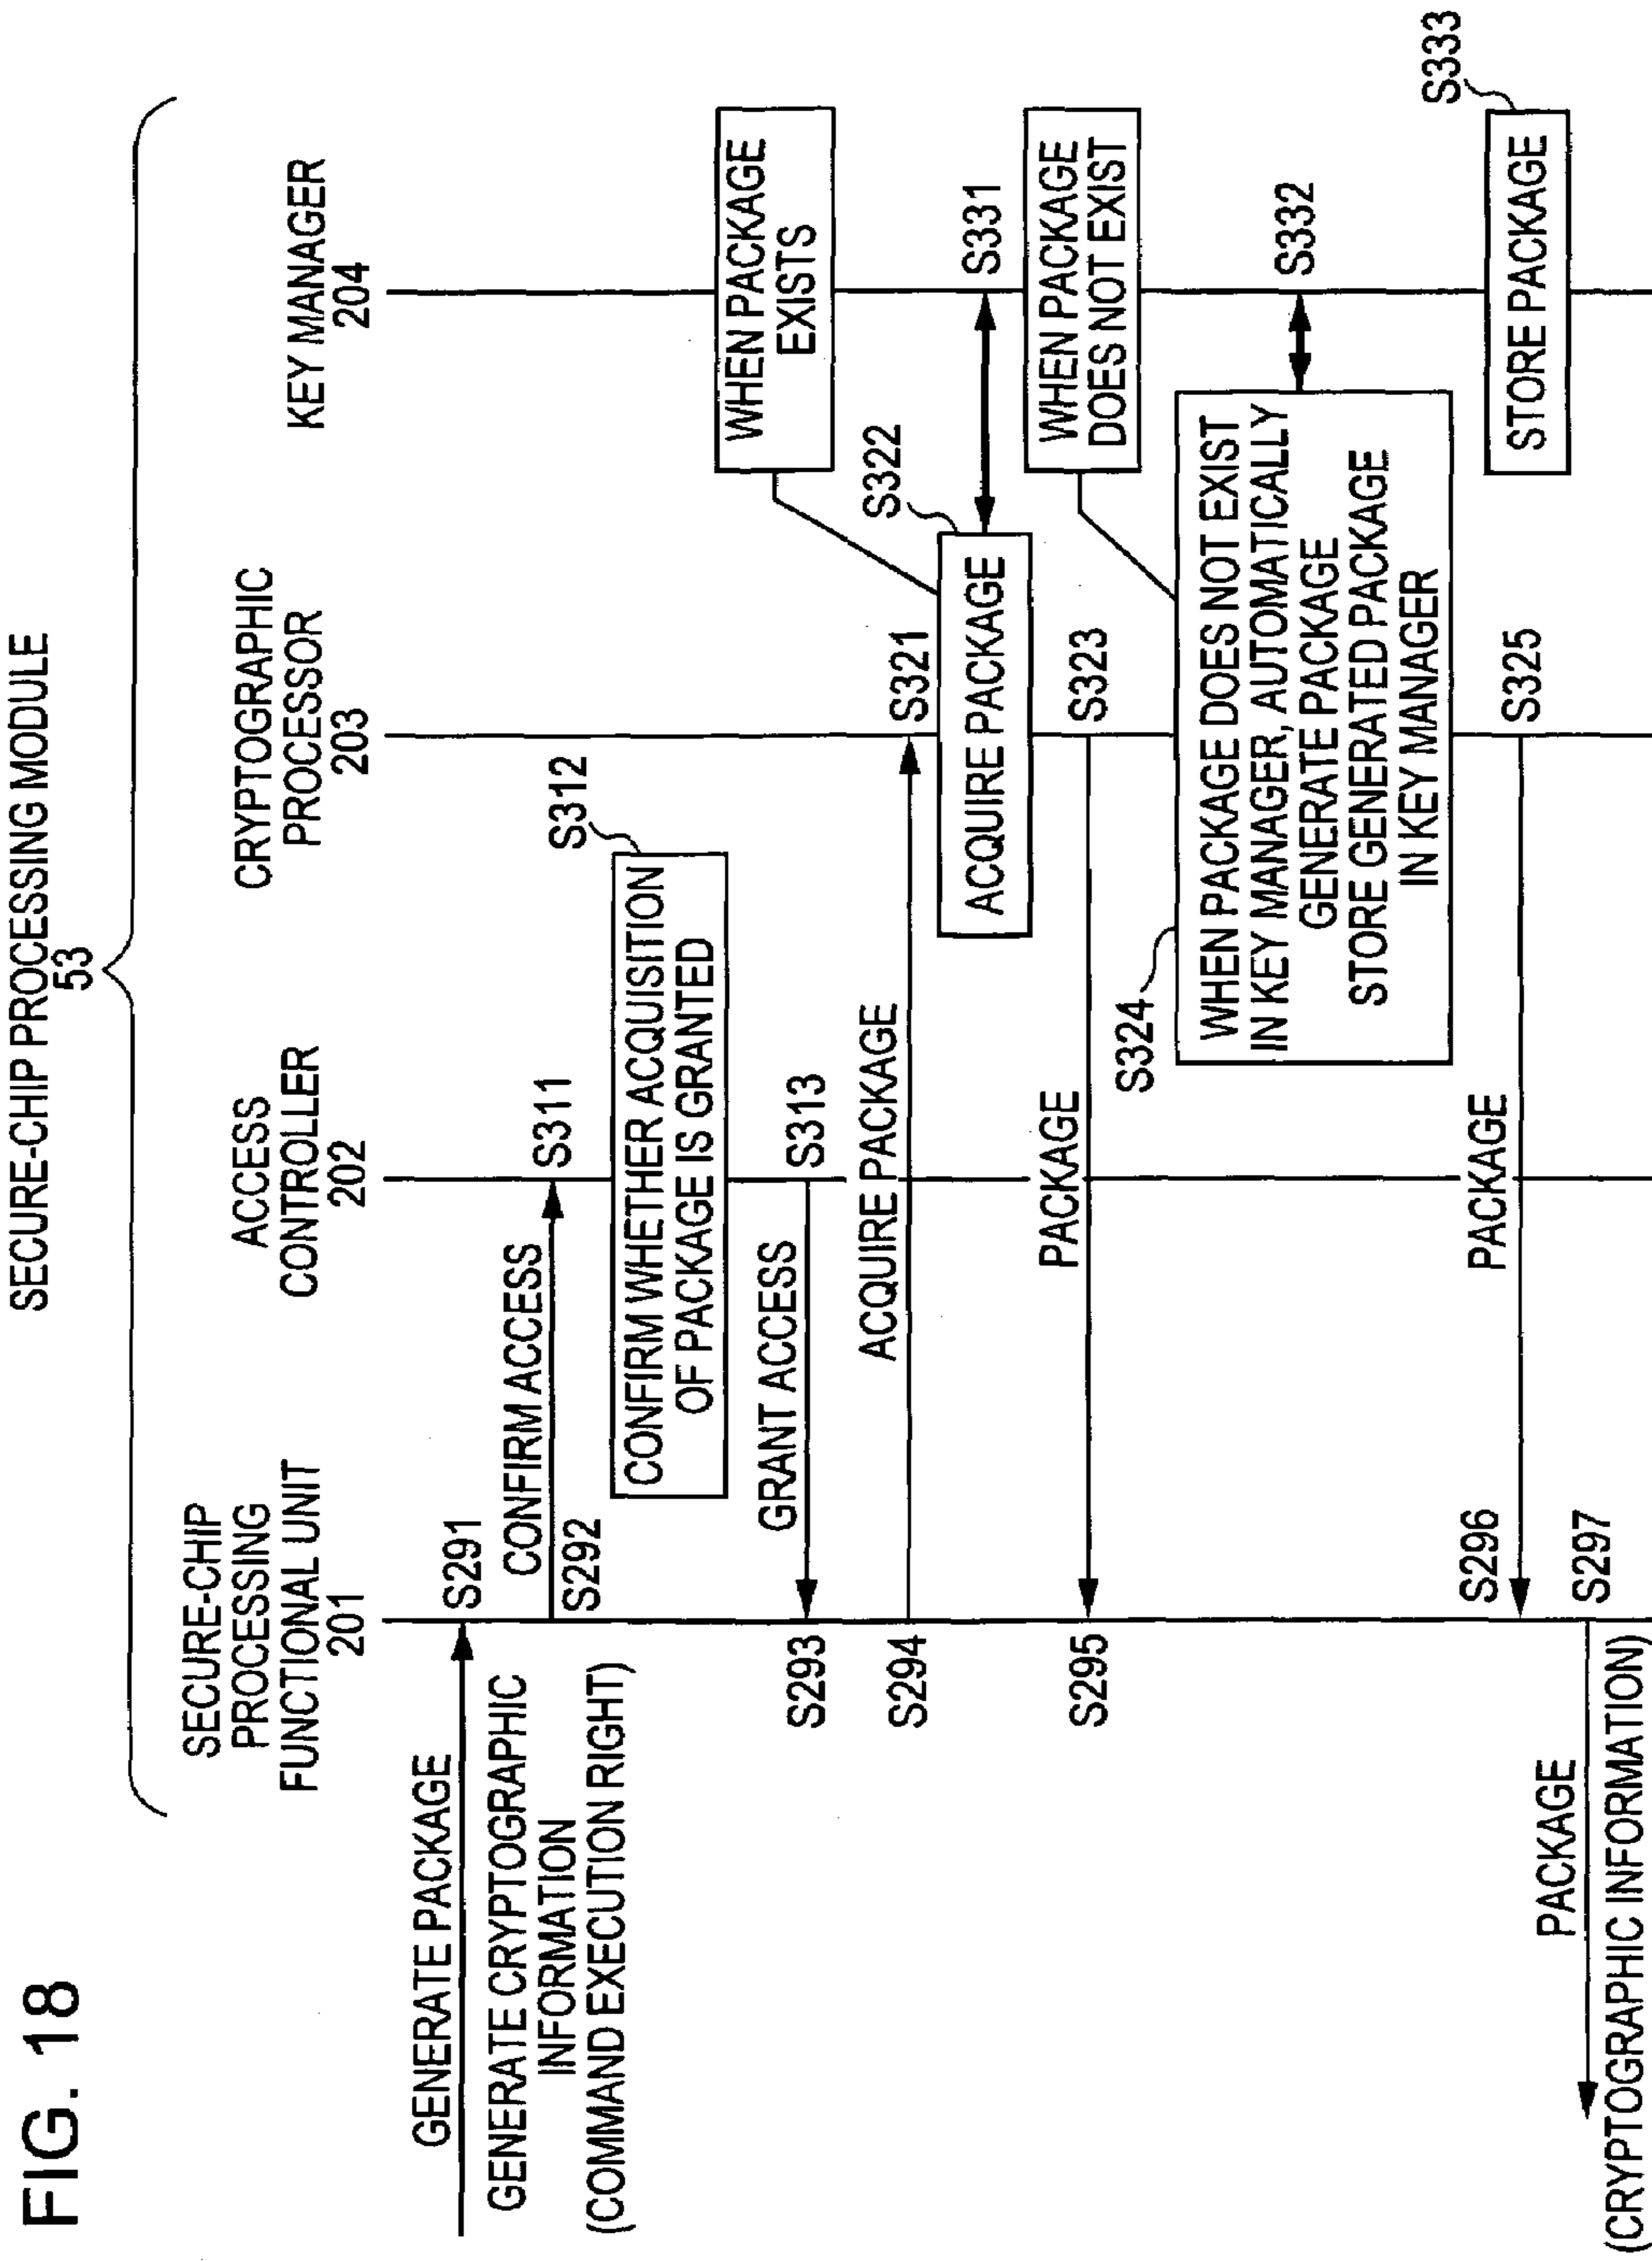 FIG. 18
SECURE-CHIP PROCESSING MODULE
53
SECURE-CHIP
PROCESSING
FUNCTIONAL UNIT
201
ACCESS
CONTROLLER
202
CRYPTOGRAPHIC
PROCESSOR
203
KEY MANAGER
204
GENERATE PACKAGE
S291
GENERATE CRYPTOGRAPHIC
INFORMATION
(COMMAND EXECUTION RIGHT)
CONFIRM ACCESS
S292
S311
CONFIRM WHETHER ACQUISITION
OF PACKAGE IS GRANTED
S312
GRANT ACCESS
S293
S313
WHEN PACKAGE
EXISTS
ACQUIRE PACKAGE
S294
S321
ACQUIRE PACKAGE
S322
S331
PACKAGE
S295
S323
WHEN PACKAGE
DOES NOT EXIST
S324
WHEN PACKAGE DOES NOT EXIST
IN KEY MANAGER, AUTOMATICALLY
GENERATE PACKAGE
STORE GENERATED PACKAGE
IN KEY MANAGER
S332
PACKAGE
S296
S325
STORE PACKAGE
S333
S297
PACKAGE
(CRYPTOGRAPHIC INFORMATION)